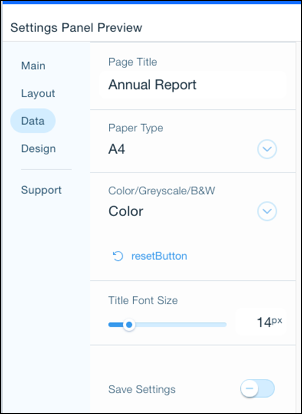 Settings Panel Preview
Main
Layout
Data
Design
Support
Page Title
Annual Report
Paper Type
A4
Color/Greyscale/B&W
Color
resetButton
Title Font Size
14px
Save Settings